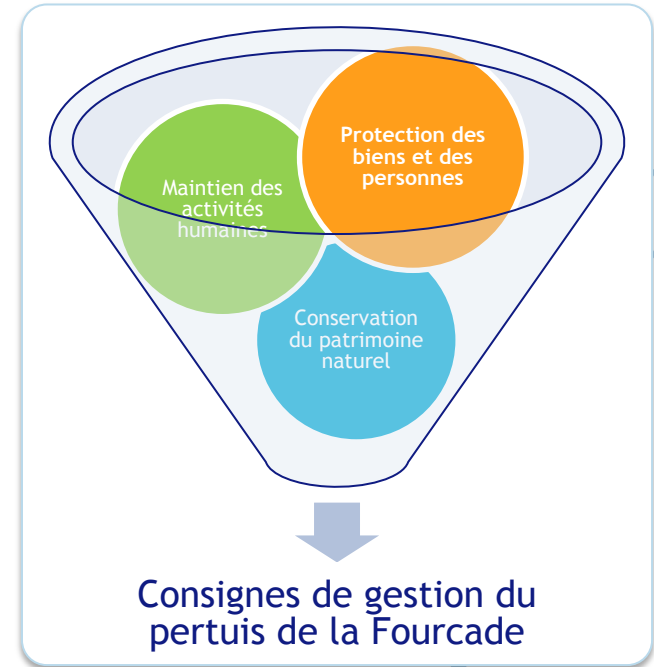 Protection des
biens et des
personnes
Maintien des
activités
humaines
Conservation
du patrimoine
naturel
Consignes de gestion du
pertuis de la Fourcade